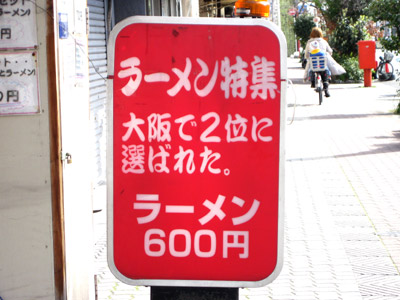 ラーメン特集
大阪で2位に
選ばれた。
ラーメン
600円